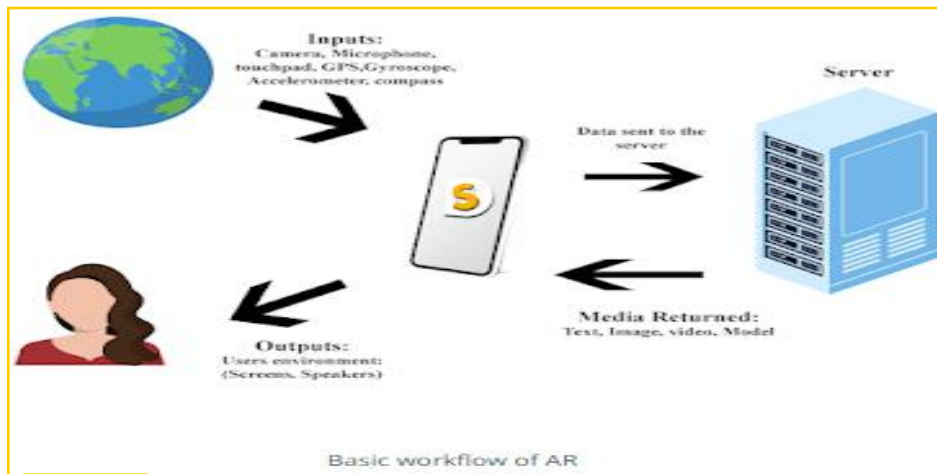 Inputs:
Camera, Microphone,
touchpad, GPS,Gyroscope,
Accelerometer, compass
Server
Data sent to the
server
S
Media Returned:
Text, Image, video, Model
Outputs:
Users environment:
(Screens, Speakers)
Basic workflow of AR